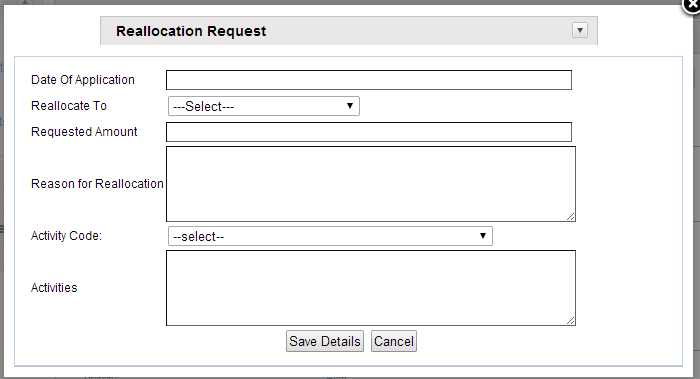 Reallocation Request
Date Of Application
Reallocate To ---Select---
Requested Amount
Reason for Reallocation
Activity Code: --select--
Activities
Save Details Cancel